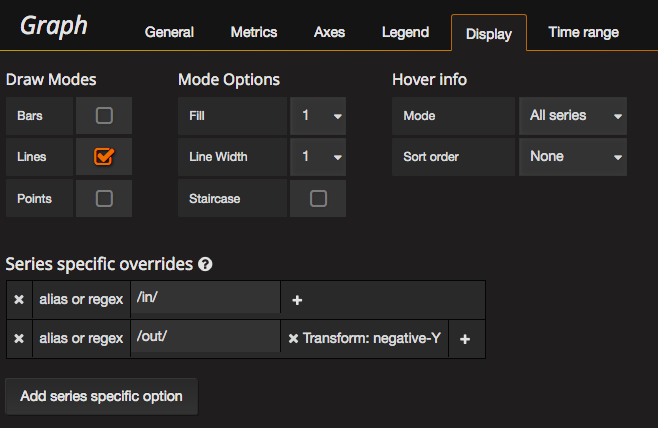 Graph General Metrics Axes Legend Display Time range
Draw Modes Mode Options Hover info
Bars Fill 1 Mode All series
Lines Line Width 1 Sort order None
Points Staircase
Series specific overrides ?
× alias or regex /in/ +
× alias or regex /out/ × Transform: negative-Y +
Add series specific option